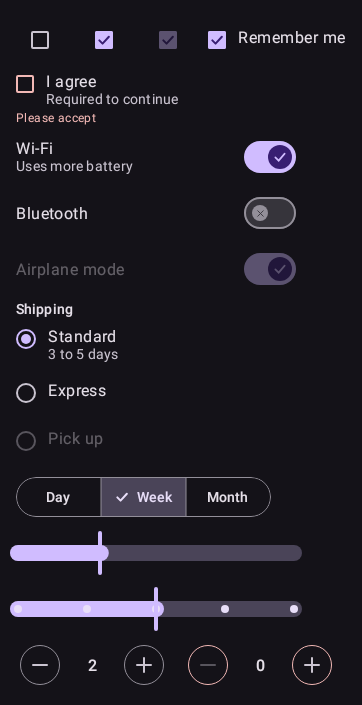 Remember me
I agree
Required to continue
Please accept
Wi-Fi
Uses more battery
Bluetooth
Airplane mode
Shipping
Standard
3 to 5 days
Express
Pick up
Day Week Month
2 0